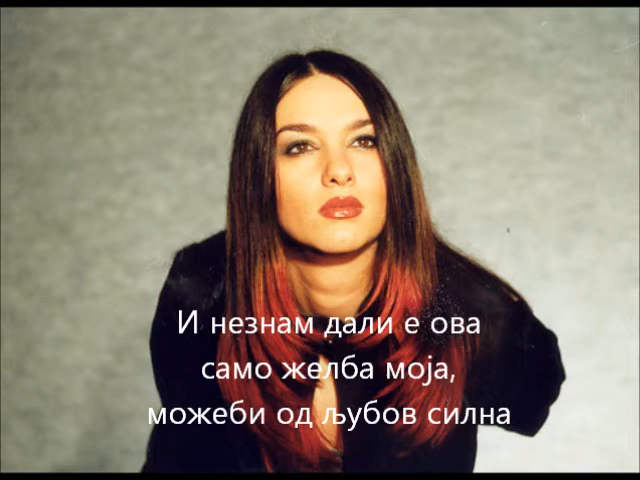 И незнам дали е ова
само желба моја,
можеби од љубов силна